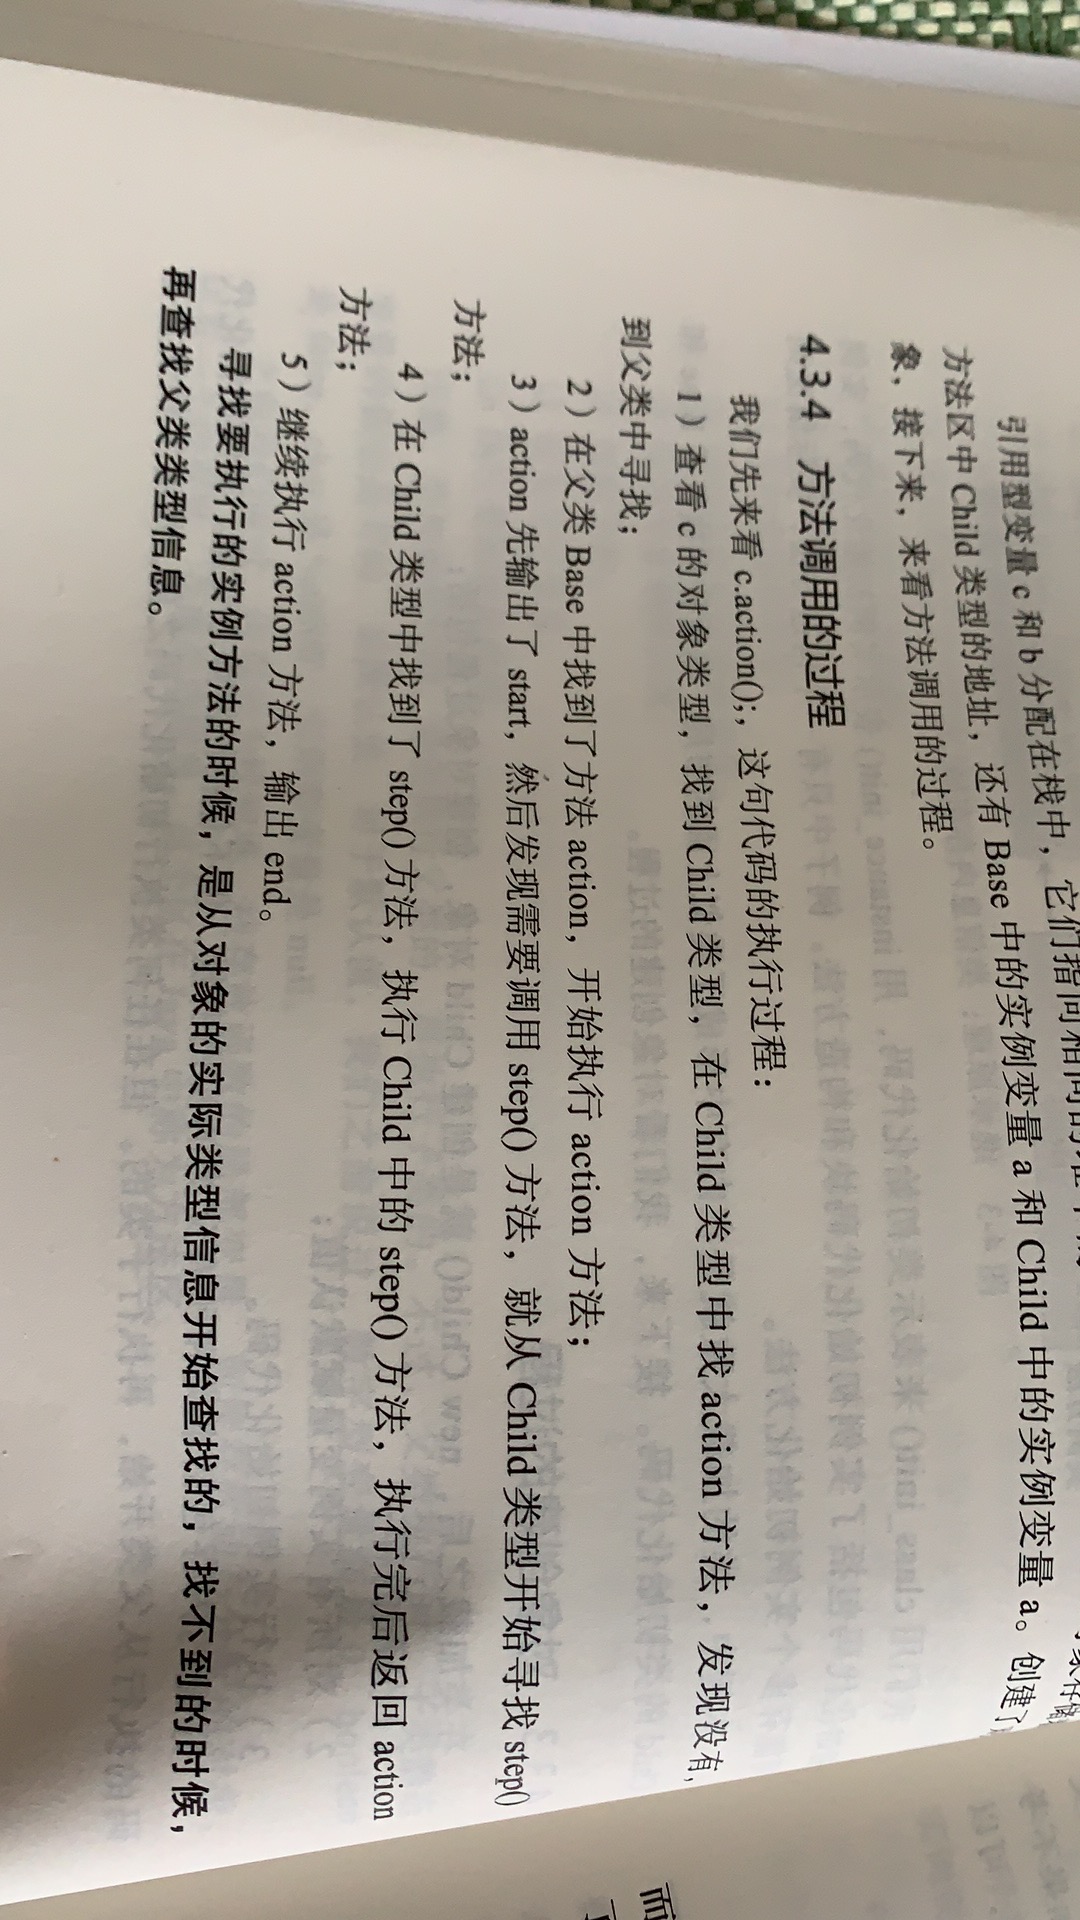 引用型变量 c 和 b 分配在栈中，它们指向相同的堆中
方法区中 Child 类型的地址，还有 Base 中的实例变量 a 和 Child 中的实例变量 a。创建了
象，接下来，来看方法调用的过程。
4.3.4 方法调用的过程
我们先来看 c.action();，这句代码的执行过程：
1）查看 c 的对象类型，找到 Child 类型，在 Child 类型中找 action 方法，发现没有，
到父类中寻找；
2）在父类 Base 中找到了方法 action，开始执行 action 方法；
3）action 先输出了 start，然后发现需要调用 step() 方法，就从 Child 类型开始寻找 step()
方法；
4）在 Child 类型中找到了 step() 方法，执行 Child 中的 step() 方法，执行完后返回 action
方法；
5）继续执行 action 方法，输出 end。
寻找要执行的实例方法的时候，是从对象的实际类型信息开始查找的，找不到的时候，
再查找父类类型信息。
而